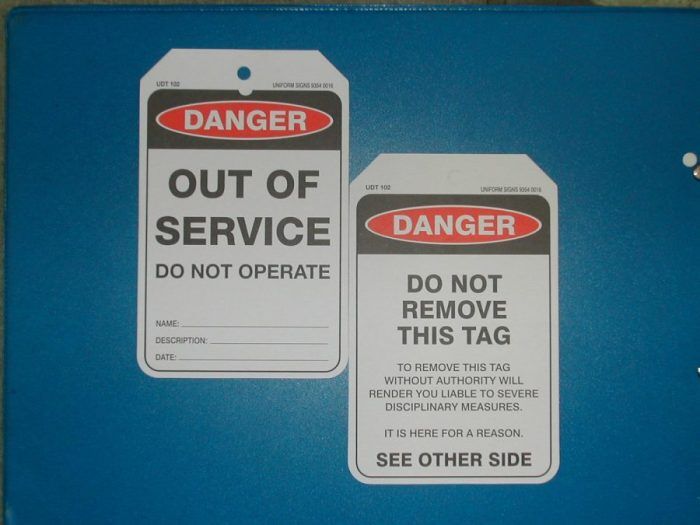 UDT 102
UNIFORM SIGNS 9354 0016
DANGER
OUT OF
SERVICE
DO NOT OPERATE
NAME:
DESCRIPTION:
DATE:
UDT 102
UNIFORM SIGNS 9354 0016
DANGER
DO NOT
REMOVE
THIS TAG
TO REMOVE THIS TAG
WITHOUT AUTHORITY WILL
RENDER YOU LIABLE TO SEVERE
DISCIPLINARY MEASURES.
IT IS HERE FOR A REASON.
SEE OTHER SIDE